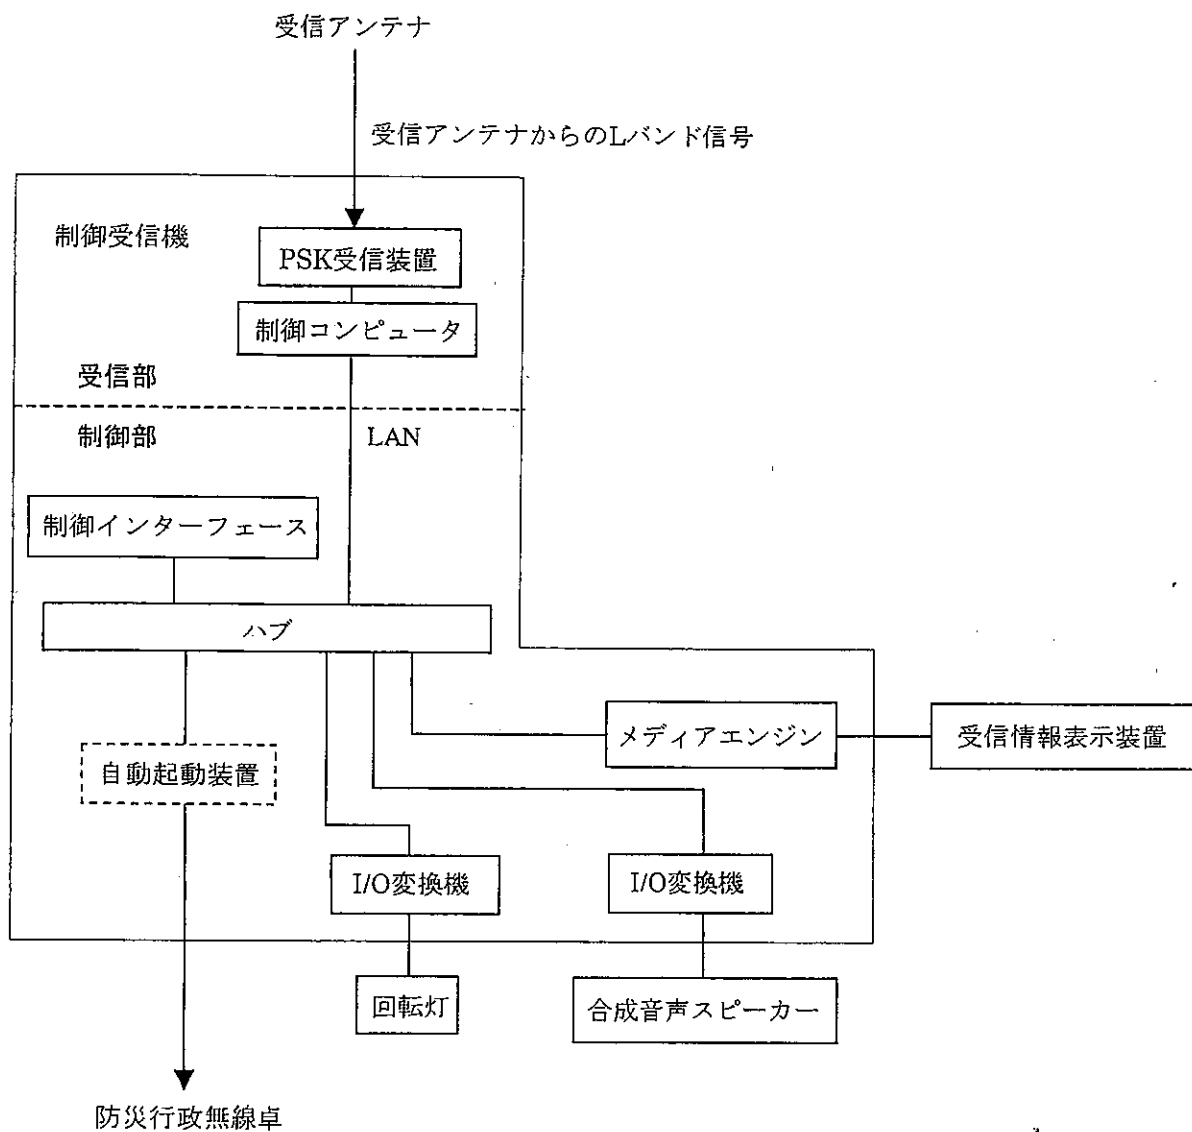 受信アンテナ
受信アンテナからのLバンド信号
制御受信機
PSK受信装置
制御コンピュータ
受信部
制御部
LAN
制御インターフェース
ハブ
メディアエンジン
受信情報表示装置
自動起動装置
I/O変換機
I/O変換機
回転灯
合成音声スピーカー
防災行政無線卓